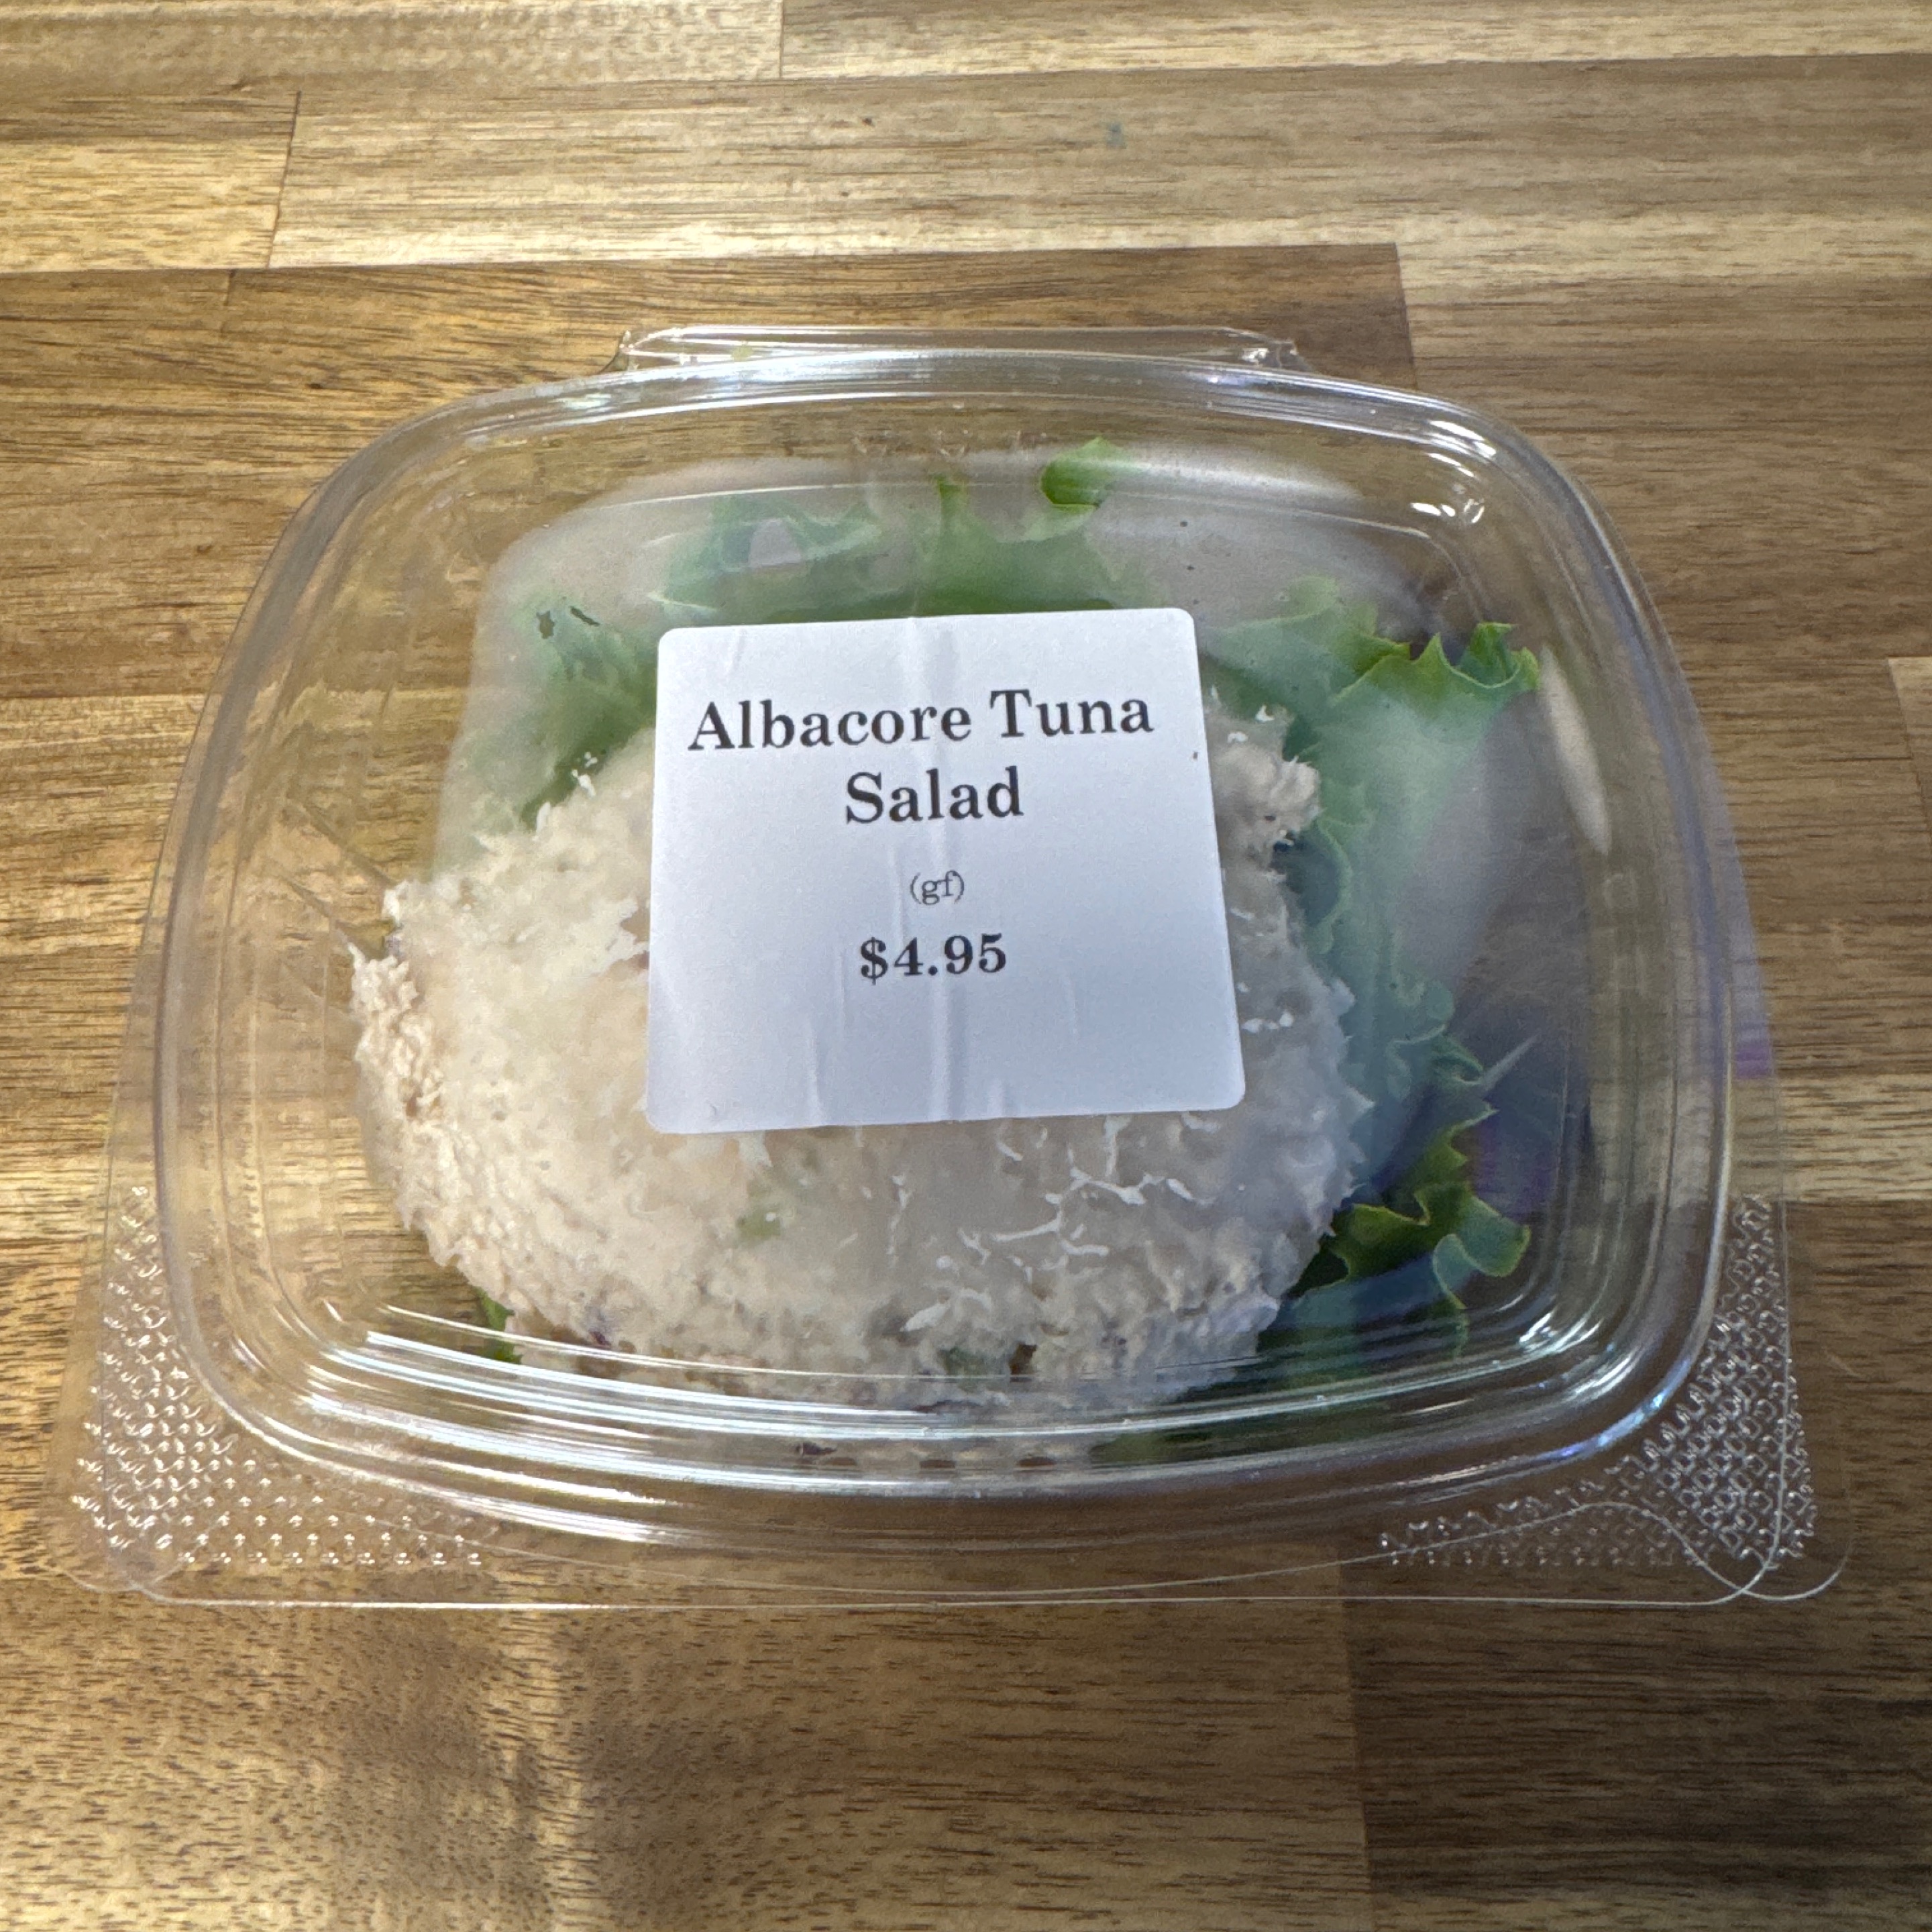 Albacore Tuna
Salad
(gf)
$4.95